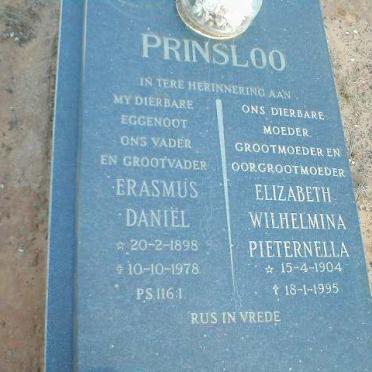 PRINSLOO
IN TERE HERINNERING AAN
MY DIERBARE
EGGENOOT
ONS VADER
EN GROOTVADER
ERASMUS
DANIËL
☆ 20-2-1898
✝ 10-10-1978
PS 116:1
ONS DIERBARE
MOEDER,
GROOTMOEDER EN
OORGROOTMOEDER
ELIZABETH
WILHELMINA
PIETERNELLA
☆ 15-4-1904
✝ 18-1-1995
RUS IN VREDE